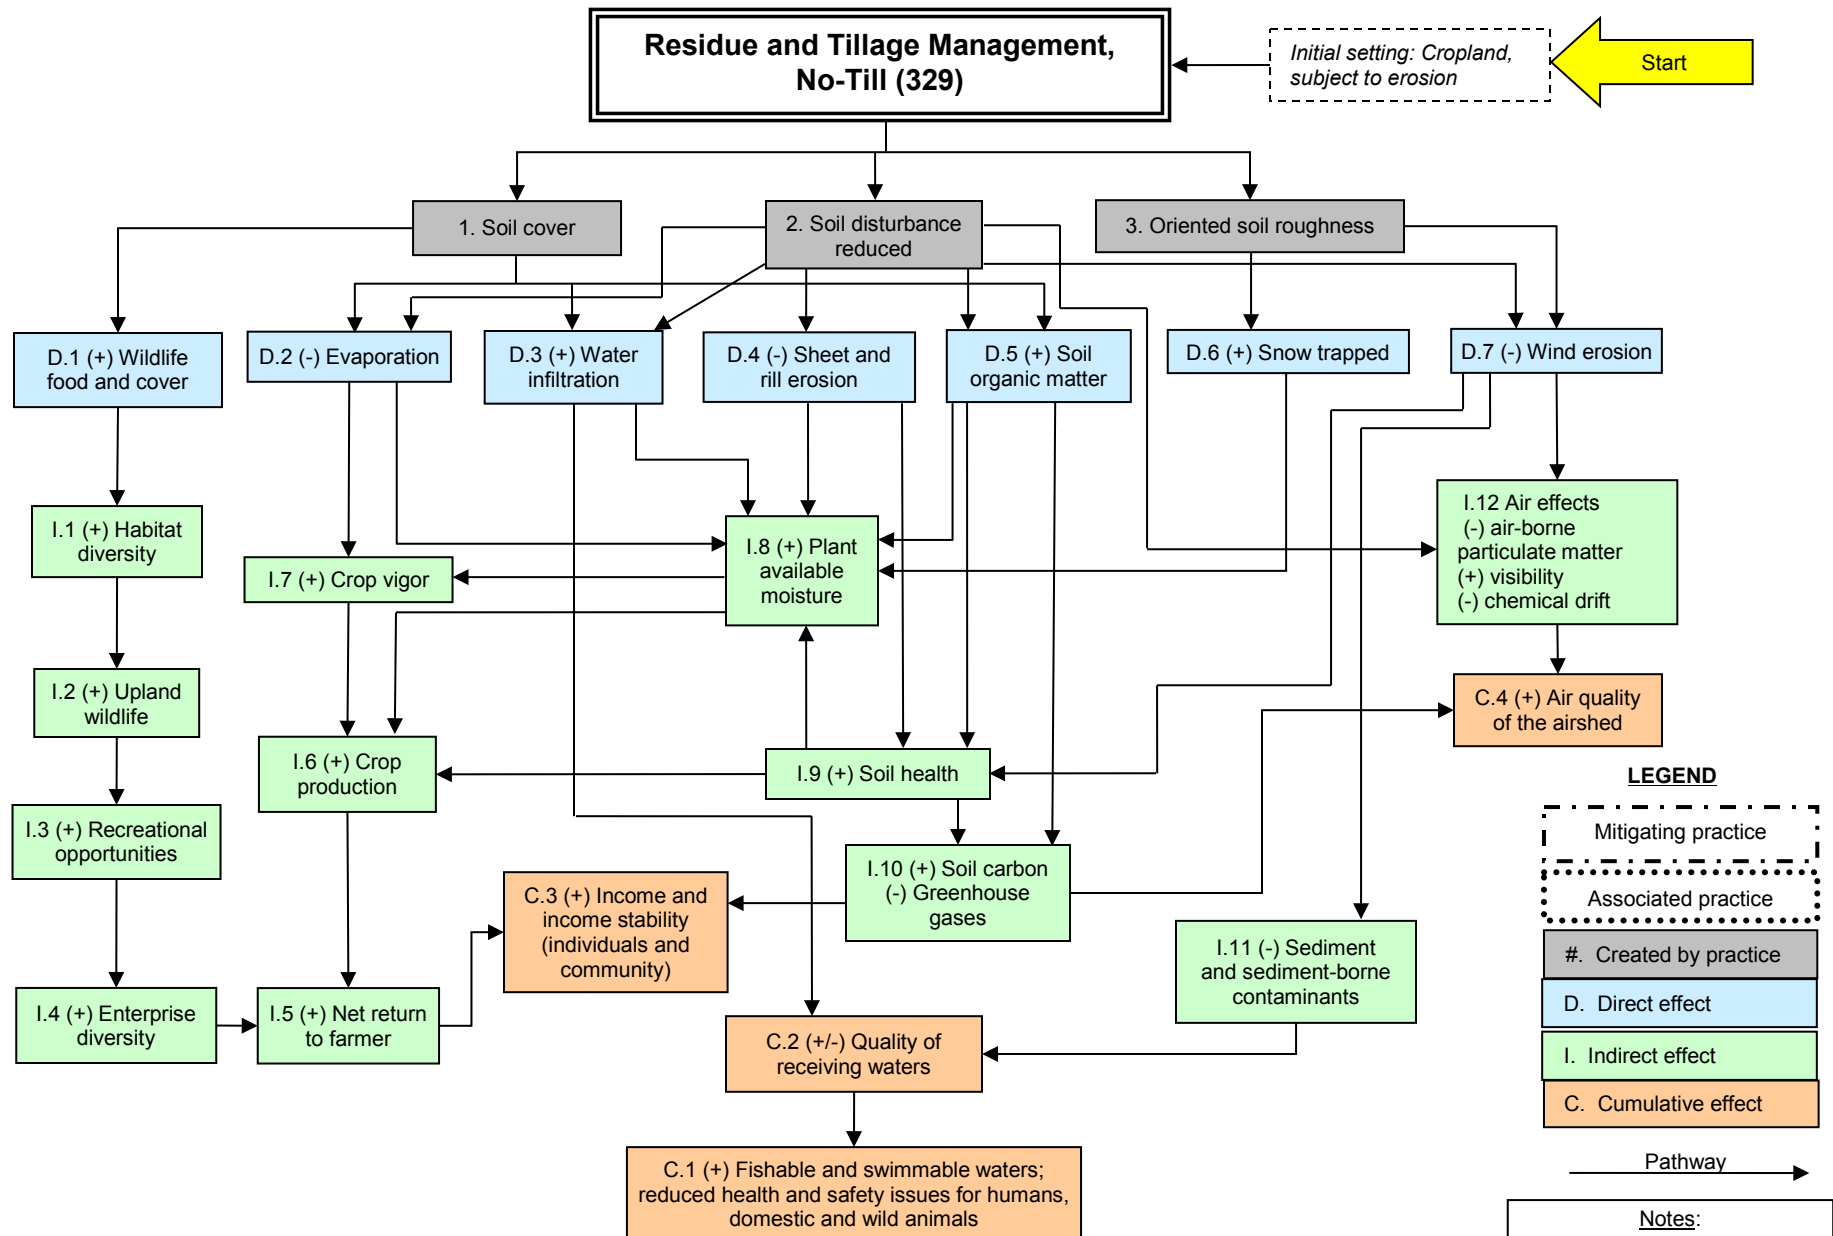 Residue and Tillage Management,
No-Till (329)
Initial setting: Cropland,
subject to erosion
Start
1. Soil cover
2. Soil disturbance
reduced
3. Oriented soil roughness
D.1 (+) Wildlife
food and cover
D.2 (-) Evaporation
D.3 (+) Water
infiltration
D.4 (-) Sheet and
rill erosion
D.5 (+) Soil
organic matter
D.6 (+) Snow trapped
D.7 (-) Wind erosion
I.1 (+) Habitat
diversity
I.7 (+) Crop vigor
I.8 (+) Plant
available
moisture
I.12 Air effects
(-) air-borne
particulate matter
(+) visibility
(-) chemical drift
I.2 (+) Upland
wildlife
I.6 (+) Crop
production
I.9 (+) Soil health
C.4 (+) Air quality
of the airshed
I.3 (+) Recreational
opportunities
C.3 (+) Income and
income stability
(individuals and
community)
I.10 (+) Soil carbon
(-) Greenhouse
gases
I.11 (-) Sediment
and sediment-borne
contaminants
I.4 (+) Enterprise
diversity
I.5 (+) Net return
to farmer
C.2 (+/-) Quality of
receiving waters
C.1 (+) Fishable and swimmable waters;
reduced health and safety issues for humans,
domestic and wild animals
LEGEND
Mitigating practice
Associated practice
#. Created by practice
D. Direct effect
I. Indirect effect
C. Cumulative effect
Pathway
Notes: